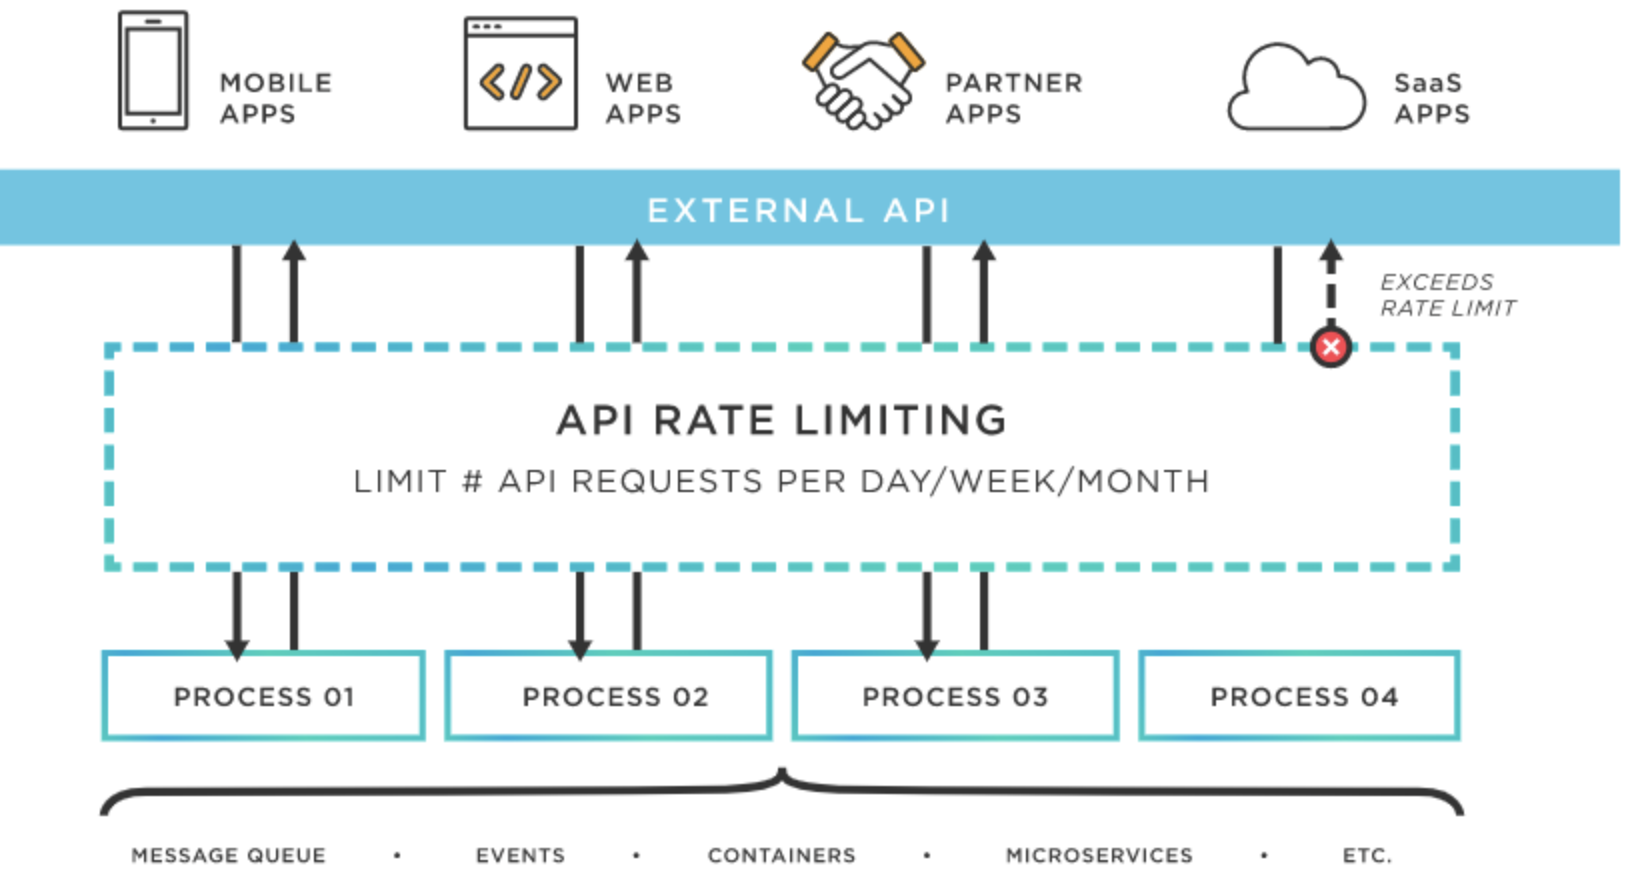 MOBILE
APPS
WEB
APPS
PARTNER
APPS
SaaS
APPS
EXTERNAL API
EXCEEDS
RATE LIMIT
API RATE LIMITING
LIMIT # API REQUESTS PER DAY/WEEK/MONTH
PROCESS 01
PROCESS 02
PROCESS 03
PROCESS 04
MESSAGE QUEUE • EVENTS • CONTAINERS • MICROSERVICES • ETC.